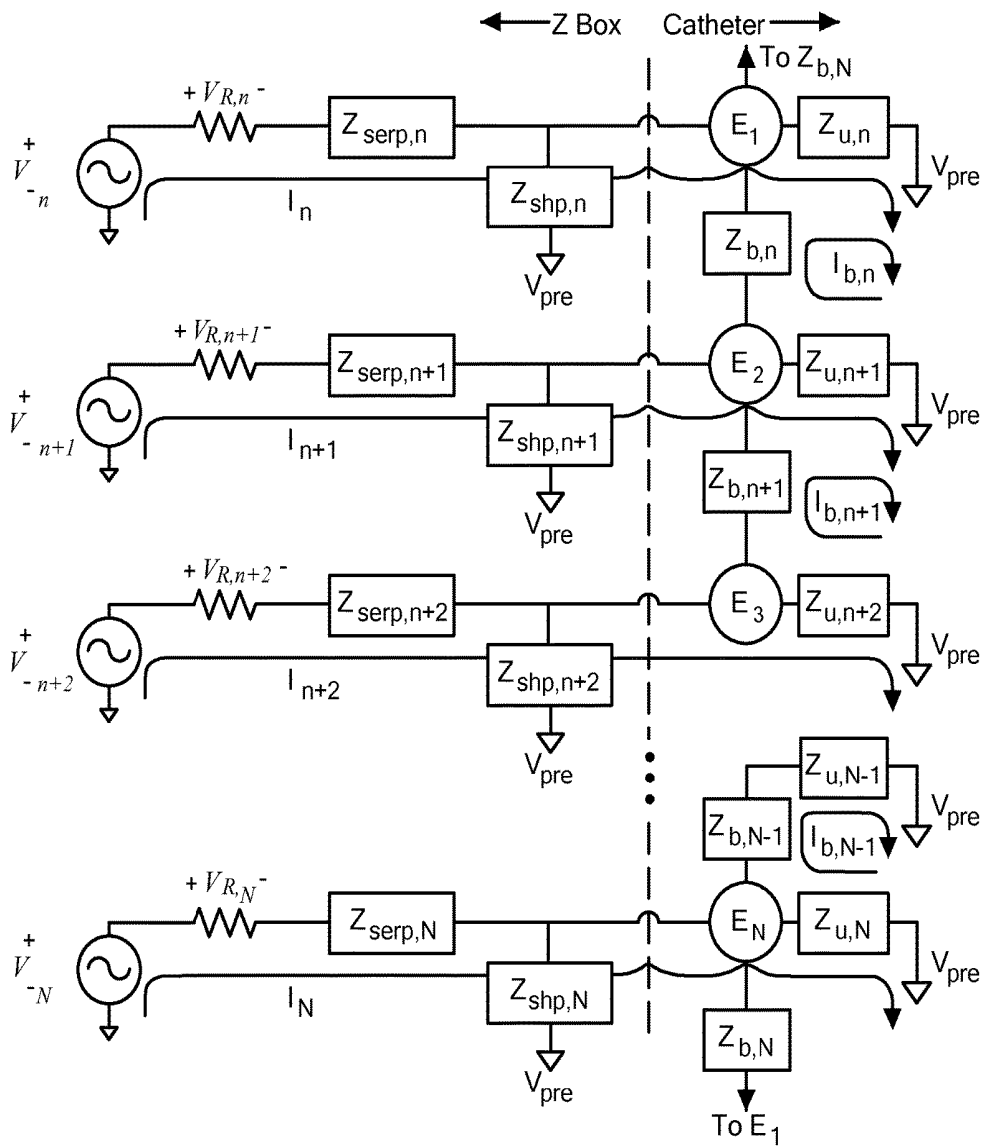 Z Box Catheter
To Z_b,N
+ V_R,n -
Z_serp,n
E_1
Z_u,n
+
V
-n
V_pre
I_n
Z_shp,n
Z_b,n
I_b,n
V_pre
+ V_R,n+1 -
Z_serp,n+1
E_2
Z_u,n+1
+
V
- n+1
V_pre
I_n+1
Z_shp,n+1
Z_b,n+1
I_b,n+1
V_pre
+ V_R,n+2 -
Z_serp,n+2
E_3
Z_u,n+2
+
V
-n+2
V_pre
I_n+2
Z_shp,n+2
V_pre
Z_u,N-1
V_pre
Z_b,N-1
I_b,N-1
+ V_R,N -
Z_serp,N
E_N
Z_u,N
+
V
-N
V_pre
I_N
Z_shp,N
Z_b,N
V_pre
To E_1